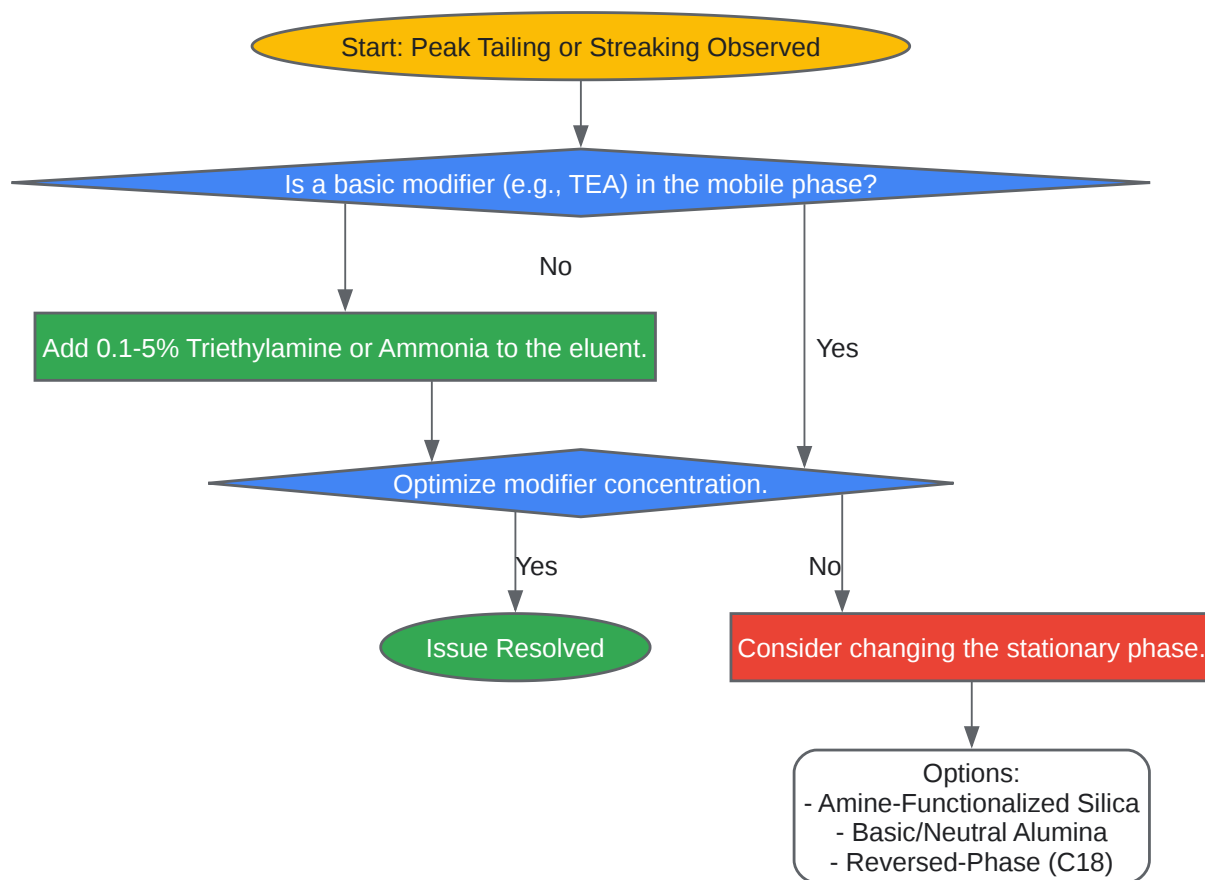 Start: Peak Tailing or Streaking Observed
Is a basic modifier (e.g., TEA) in the mobile phase?
No
Add 0.1-5% Triethylamine or Ammonia to the eluent.
Yes
Optimize modifier concentration.
Yes
No
Issue Resolved
Consider changing the stationary phase.
Options:
- Amine-Functionalized Silica
- Basic/Neutral Alumina
- Reversed-Phase (C18)